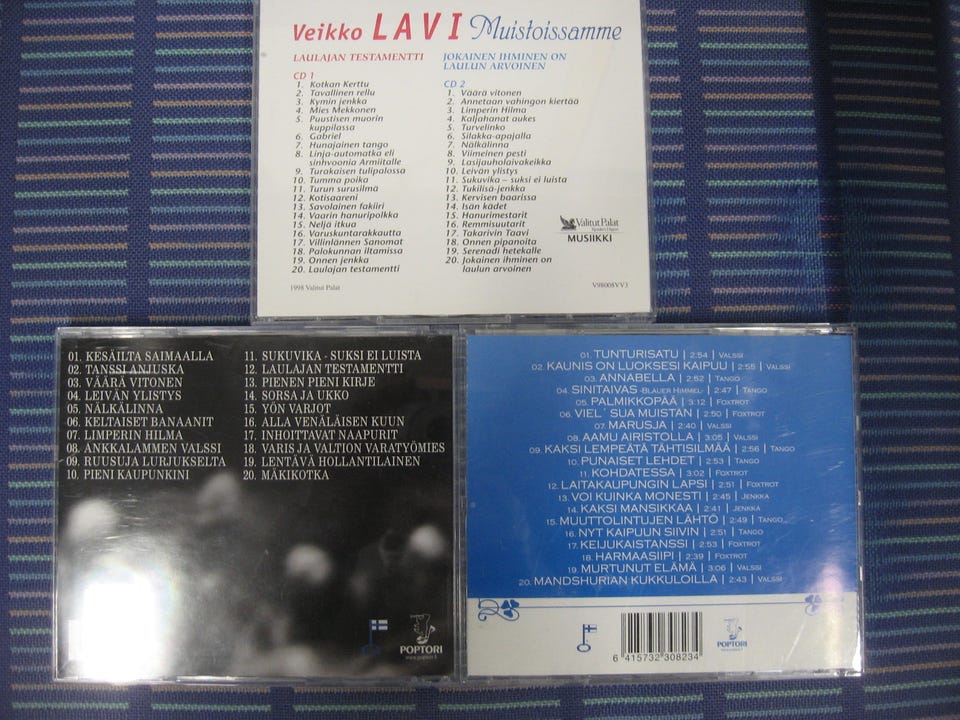 Veikko LAVI Muistoissamme
LAULAJAN TESTAMENTTI
CD 1
1. Kotkan Kerttu
2. Tavallinen rellu
3. Kymin jenkka
4. Mies Mekkonen
5. Puustisen muorin
kuppilassa
6. Gabriel
7. Hunajainen tango
8. Linja-automatka eli
sinhvoonia Armiitalle
9. Turakaisen tulipalossa
10. Tumma poika
11. Turun surusilmä
12. Kotisaareni
13. Savolainen fakiiri
14. Vaarin hanuripolkka
15. Neljä itkua
16. Varuskuntarakkautta
17. Villinlännen Sanomat
18. Palokunnan iltamissa
19. Onnen jenkka
20. Laulajan testamentti
1998 Valitut Palat
JOKAINEN IHMINEN ON
LAULUN ARVOINEN
CD 2
1. Väärä vitonen
2. Annetaan vahingon kiertää
3. Limperin Hilma
4. Kaljahanat aukes
5. Turvelinko
6. Silakka-apajalla
7. Nälkälinna
8. Viimeinen pesti
9. Lasijauholaivakeikka
10. Leivän ylistys
11. Sukuvika – suksi ei luista
12. Tukilisä-jenkka
13. Kervisen baarissa
14. Isän kädet
15. Hanurimestarit
16. Remmisuutarit
17. Takarivin Taavi
18. Onnen pipanoita
19. Serenadi hetekalle
20. Jokainen ihminen on
laulun arvoinen
Valitut Palat
Reader's Digest
MUSIIKKI
V98008VV3
01. KESÄILTA SAIMAALLA
02. TANSSI ANJUSKA
03. VÄÄRÄ VITONEN
04. LEIVÄN YLISTYS
05. NÄLKÄLINNA
06. KELTAISET BANAANIT
07. LIMPERIN HILMA
08. ANKKALAMMEN VALSSI
09. RUUSUJA LURJUKSELTA
10. PIENI KAUPUNKINI
11. SUKUVIKA - SUKSI EI LUISTA
12. LAULAJAN TESTAMENTTI
13. PIENEN PIENI KIRJE
14. SORSA JA UKKO
15. YÖN VARJOT
16. ALLA VENÄLÄISEN KUUN
17. INHOITTAVAT NAAPURIT
18. VARIS JA VALTION VARATYÖMIES
19. LENTÄVÄ HOLLANTILAINEN
20. MÄKIKOTKA
POPTORI
www.poptori.fi
01. TUNTURISATU | 2:54 | VALSSI
02. KAUNIS ON LUOKSESI KAIPUU | 2:55 | VALSSI
03. ANNABELLA | 2:52 | TANGO
04. SINITAIVAS -BLAUER HIMMEL- | 2:47 | TANGO
05. PALMIKKOPÄÄ | 3:12 | FOXTROT
06. VIEL´ SUA MUISTAN | 2:50 | FOXTROT
07. MARUSJA | 2:40 | VALSSI
08. AAMU AIRISTOLLA | 3:05 | VALSSI
09. KAKSI LEMPEÄTÄ TÄHTISILMÄÄ | 2:56 | TANGO
10. PUNAISET LEHDET | 2:53 | TANGO
11. KOHDATESSA | 3:02 | FOXTROT
12. LAITAKAUPUNGIN LAPSI | 2:51 | FOXTROT
13. VOI KUINKA MONESTI | 2:45 | JENKKA
14. KAKSI MANSIKKAA | 2:41 | JENKKA
15. MUUTTOLINTUJEN LÄHTÖ | 2:49 | TANGO
16. NYT KAIPUUN SIIVIN | 2:51 | TANGO
17. KEIJUKAISTANSSI | 2:53 | FOXTROT
18. HARMAASIIPI | 2:39 | FOXTROT
19. MURTUNUT ELÄMÄ | 3:06 | VALSSI
20. MANDSHURIAN KUKKULOILLA | 2:43 | VALSSI
6 415732 308234
POPTORI
www.poptori.fi